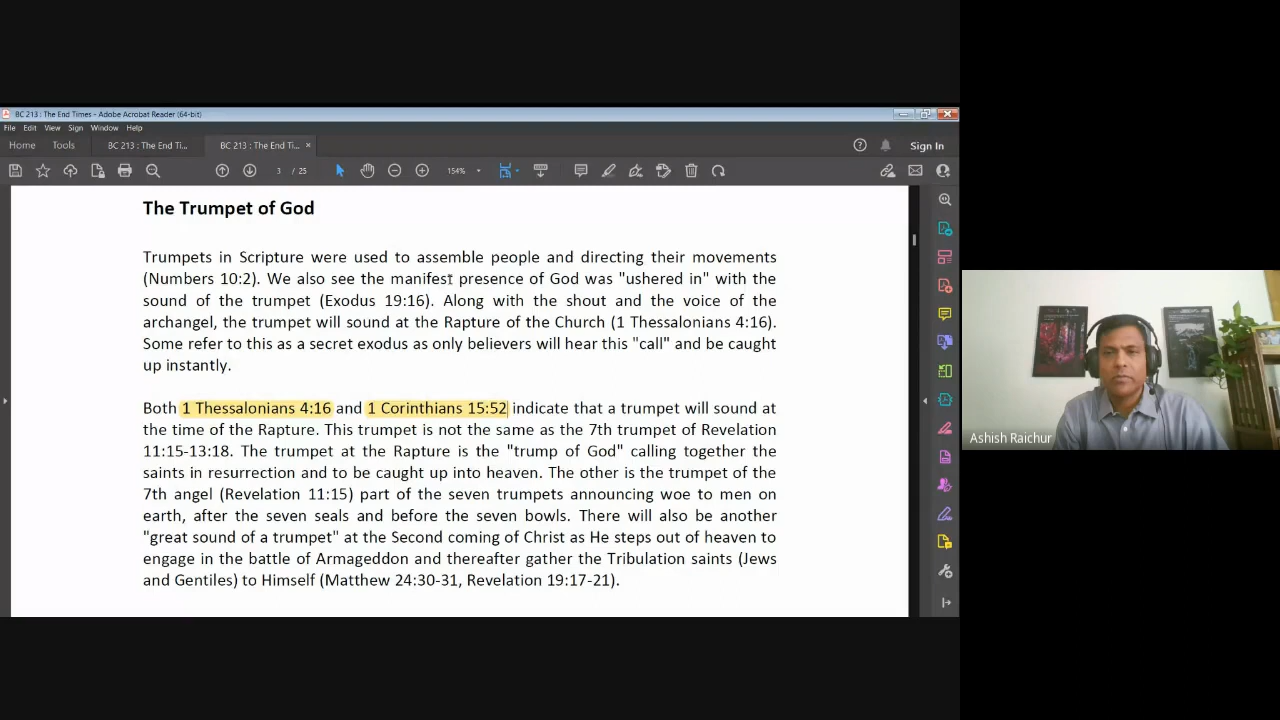 BC 213 : The End Times - Adobe Acrobat Reader (64-bit)
File Edit View Sign Window Help
Home Tools BC 213 : The End Ti... BC 213 : The End Ti... × Sign In
3 / 25 154%
The Trumpet of God
Trumpets in Scripture were used to assemble people and directing their movements
(Numbers 10:2). We also see the manifest presence of God was "ushered in" with the
sound of the trumpet (Exodus 19:16). Along with the shout and the voice of the
archangel, the trumpet will sound at the Rapture of the Church (1 Thessalonians 4:16).
Some refer to this as a secret exodus as only believers will hear this "call" and be caught
up instantly.
Both 1 Thessalonians 4:16 and 1 Corinthians 15:52 indicate that a trumpet will sound at
the time of the Rapture. This trumpet is not the same as the 7th trumpet of Revelation
11:15-13:18. The trumpet at the Rapture is the "trump of God" calling together the
saints in resurrection and to be caught up into heaven. The other is the trumpet of the
7th angel (Revelation 11:15) part of the seven trumpets announcing woe to men on
earth, after the seven seals and before the seven bowls. There will also be another
"great sound of a trumpet" at the Second coming of Christ as He steps out of heaven to
engage in the battle of Armageddon and thereafter gather the Tribulation saints (Jews
and Gentiles) to Himself (Matthew 24:30-31, Revelation 19:17-21).
Ashish Raichur